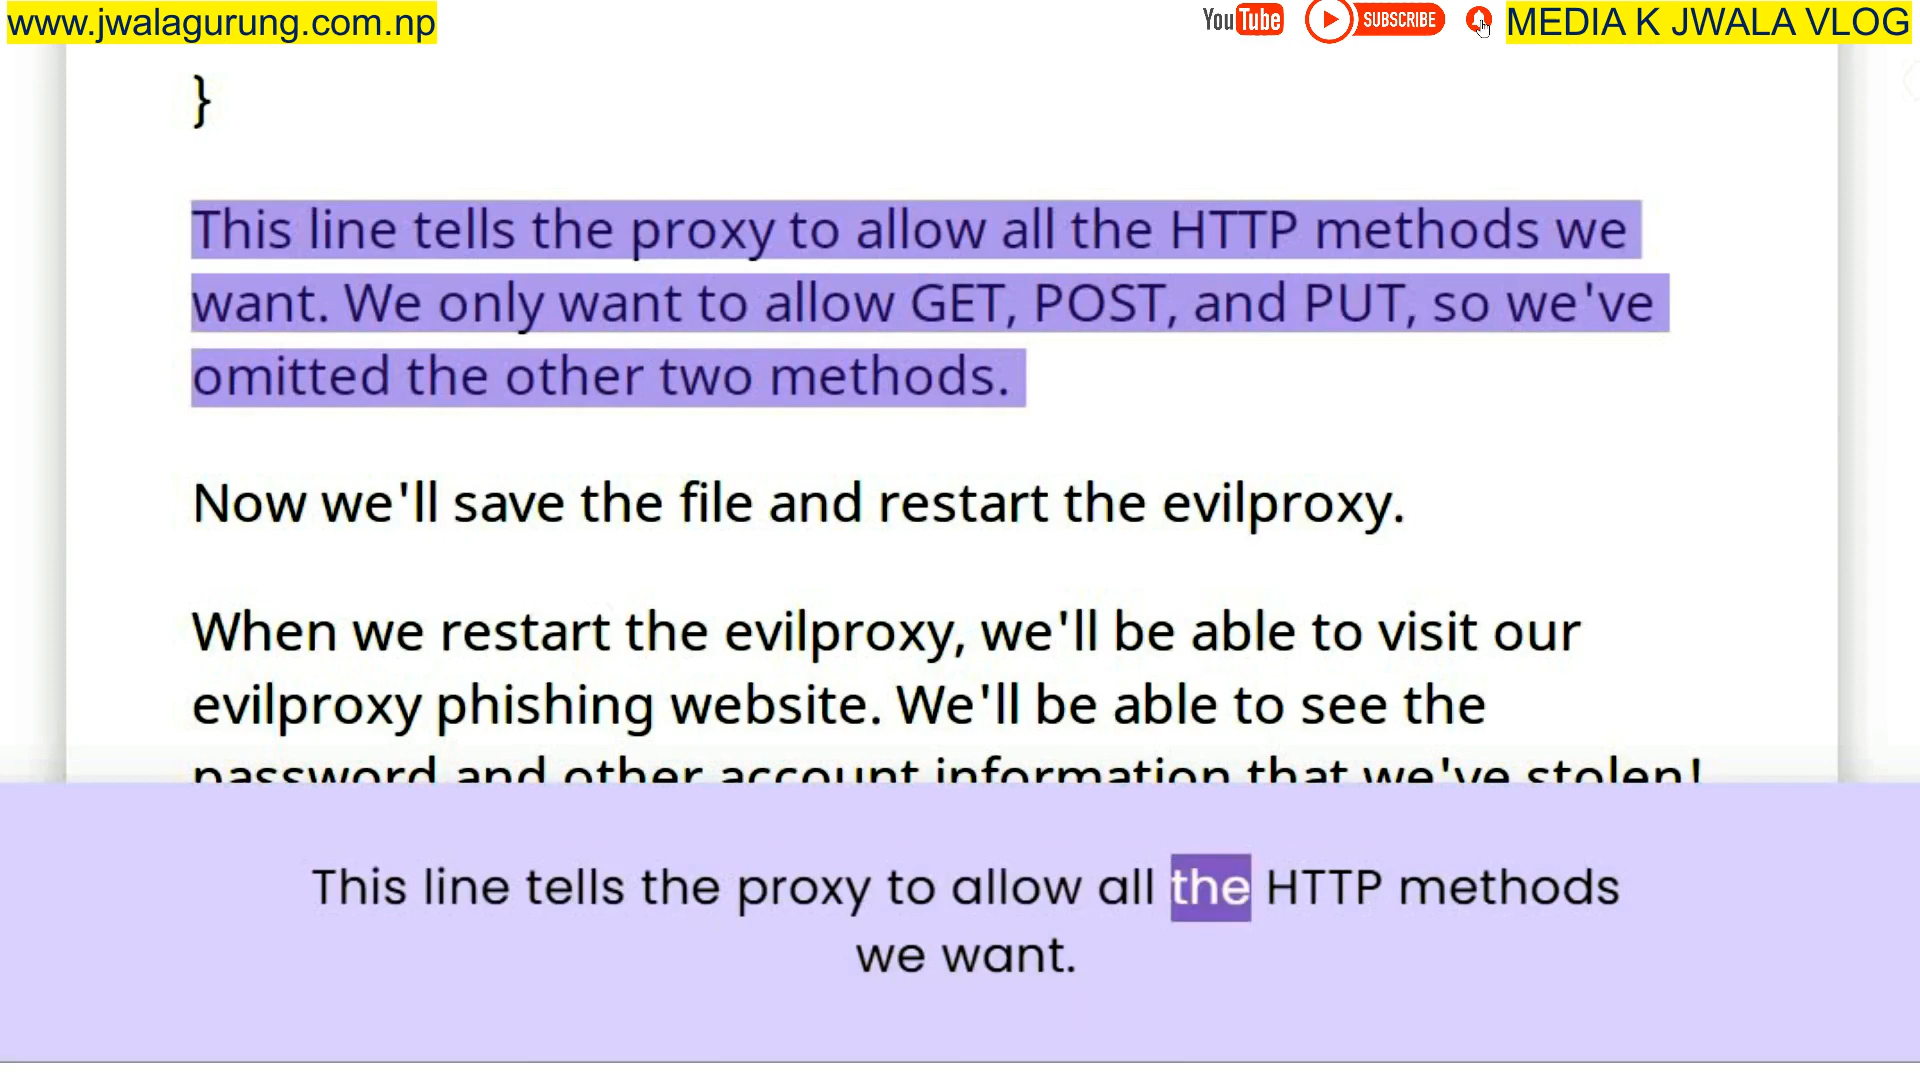 www.jwalagurung.com.np
YouTube SUBSCRIBE MEDIA K JWALA VLOG
}
This line tells the proxy to allow all the HTTP methods we
want. We only want to allow GET, POST, and PUT, so we've
omitted the other two methods.
Now we'll save the file and restart the evilproxy.
When we restart the evilproxy, we'll be able to visit our
evilproxy phishing website. We'll be able to see the
password and other account information that we've stolen!
This line tells the proxy to allow all the HTTP methods
we want.